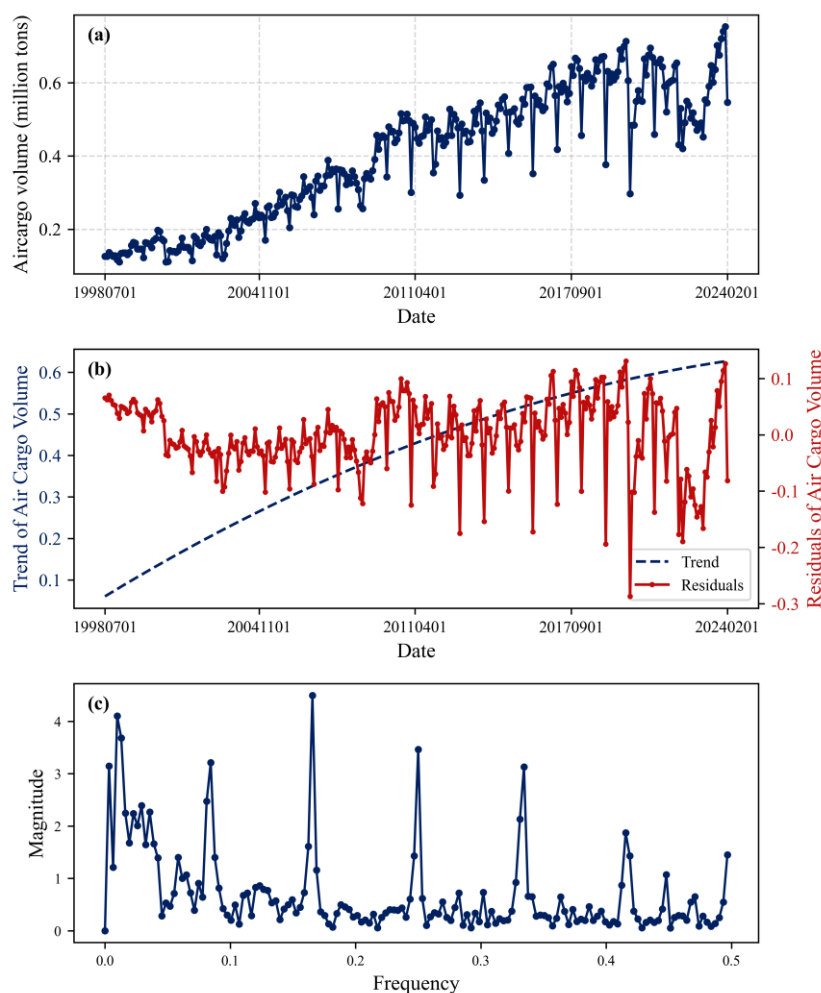 (a)
Aircargo volume (million tons)
0.6
0.4
0.2
19980701 20041101 20110401 20170901 20240201
Date
(b)
Trend of Air Cargo Volume
0.6
0.5
0.4
0.3
0.2
0.1
Residuals of Air Cargo Volume
0.1
0.0
-0.1
-0.2
-0.3
Trend
Residuals
19980701 20041101 20110401 20170901 20240201
Date
(c)
Magnitude
4
3
2
1
0
0.0 0.1 0.2 0.3 0.4 0.5
Frequency